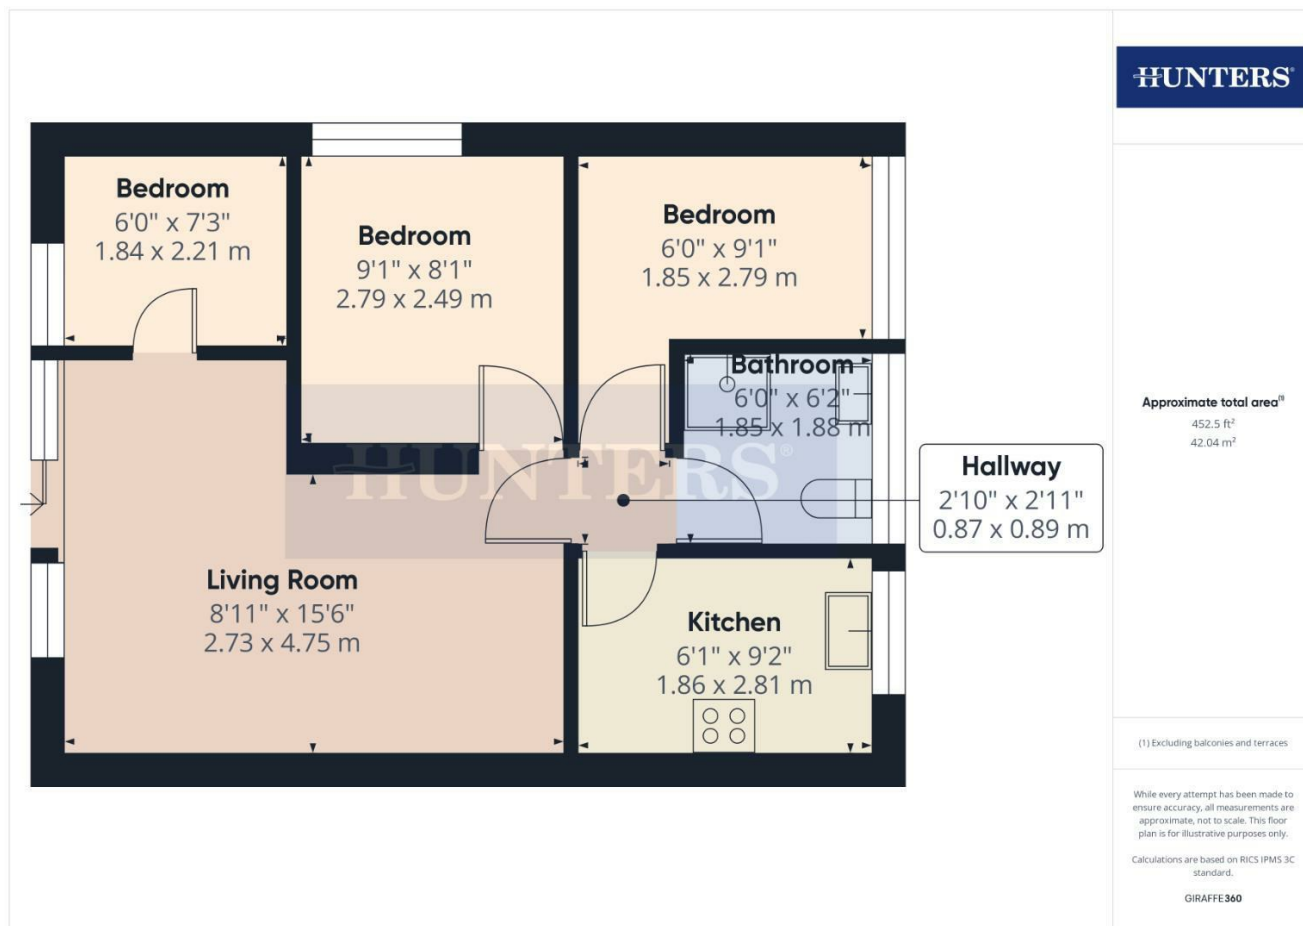 Bedroom
6'0" x 7'3"
1.84 x 2.21 m
Bedroom
9'1" x 8'1"
2.79 x 2.49 m
Bedroom
6'0" x 9'1"
1.85 x 2.79 m
Bathroom
6'0" x 6'2"
1.85 x 1.88 m
Hallway
2'10" x 2'11"
0.87 x 0.89 m
HUNTERS®
Living Room
8'11" x 15'6"
2.73 x 4.75 m
Kitchen
6'1" x 9'2"
1.86 x 2.81 m
HUNTERS®
Approximate total area(1)
452.5 ft²
42.04 m²
(1) Excluding balconies and terraces
While every attempt has been made to
ensure accuracy, all measurements are
approximate, not to scale. This floor
plan is for illustrative purposes only.
Calculations are based on RICS IPMS 3C
standard.
GIRAFFE360